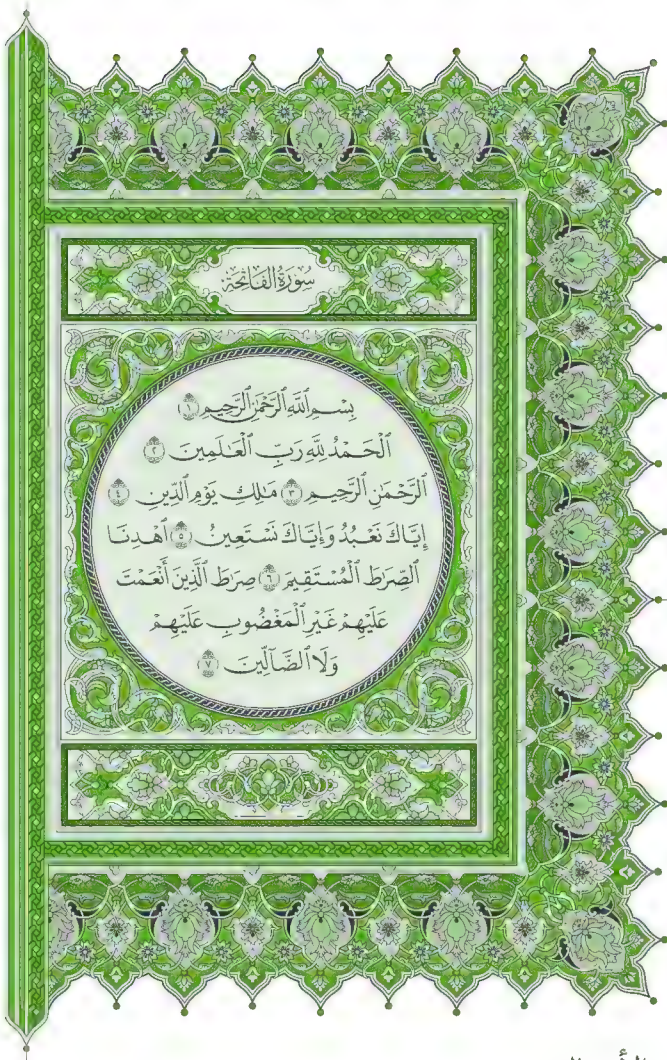 سُورَةُ الفَاتِحَةِ
بِسْمِ ٱللَّهِ ٱلرَّحْمَٰنِ ٱلرَّحِيمِ ١
ٱلْحَمْدُ لِلَّهِ رَبِّ ٱلْعَٰلَمِينَ ٢
ٱلرَّحْمَٰنِ ٱلرَّحِيمِ ٣ مَٰلِكِ يَوْمِ ٱلدِّينِ ٤
إِيَّاكَ نَعْبُدُ وَإِيَّاكَ نَسْتَعِينُ ٥ ٱهْدِنَا
ٱلصِّرَٰطَ ٱلْمُسْتَقِيمَ ٦ صِرَٰطَ ٱلَّذِينَ أَنْعَمْتَ
عَلَيْهِمْ غَيْرِ ٱلْمَغْضُوبِ عَلَيْهِمْ
وَلَا ٱلضَّآلِّينَ ٧